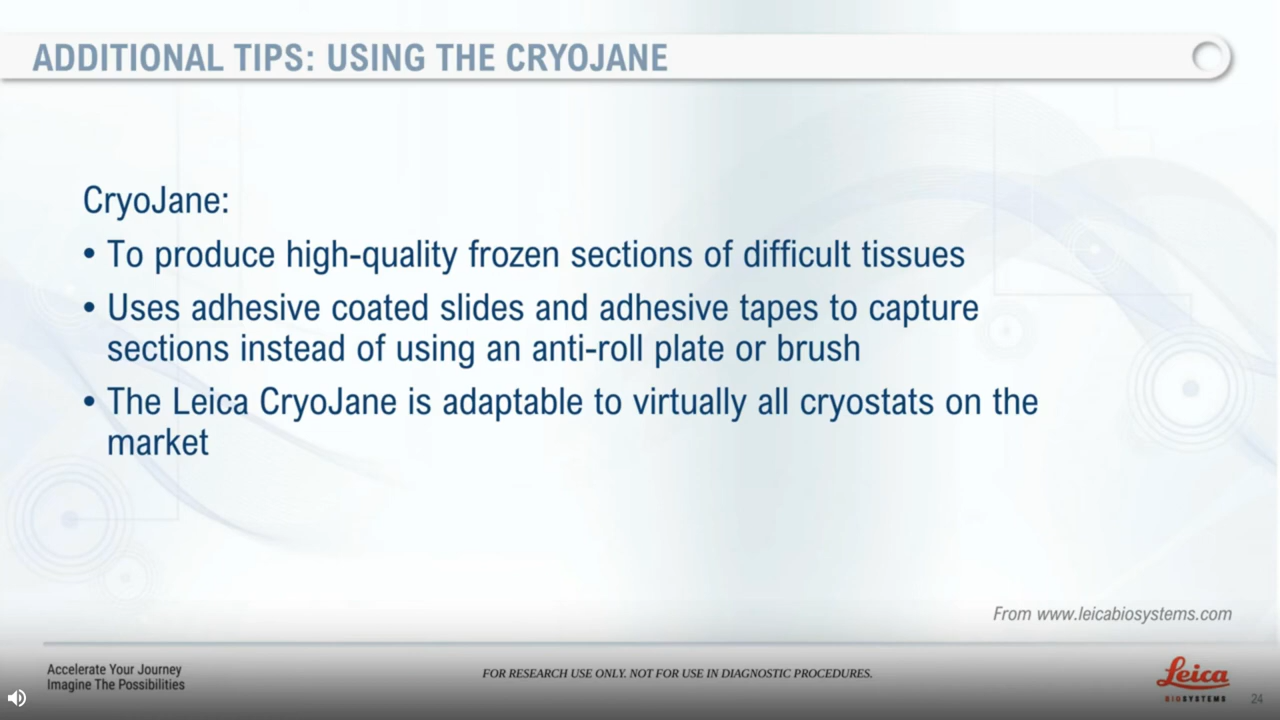 ADDITIONAL TIPS: USING THE CRYOJANE
CryoJane:
• To produce high-quality frozen sections of difficult tissues
• Uses adhesive coated slides and adhesive tapes to capture
sections instead of using an anti-roll plate or brush
• The Leica CryoJane is adaptable to virtually all cryostats on the
market
From www.leicabiosystems.com
Accelerate Your Journey
Imagine The Possibilities
FOR RESEARCH USE ONLY. NOT FOR USE IN DIAGNOSTIC PROCEDURES.
Leica
BIOSYSTEMS
24